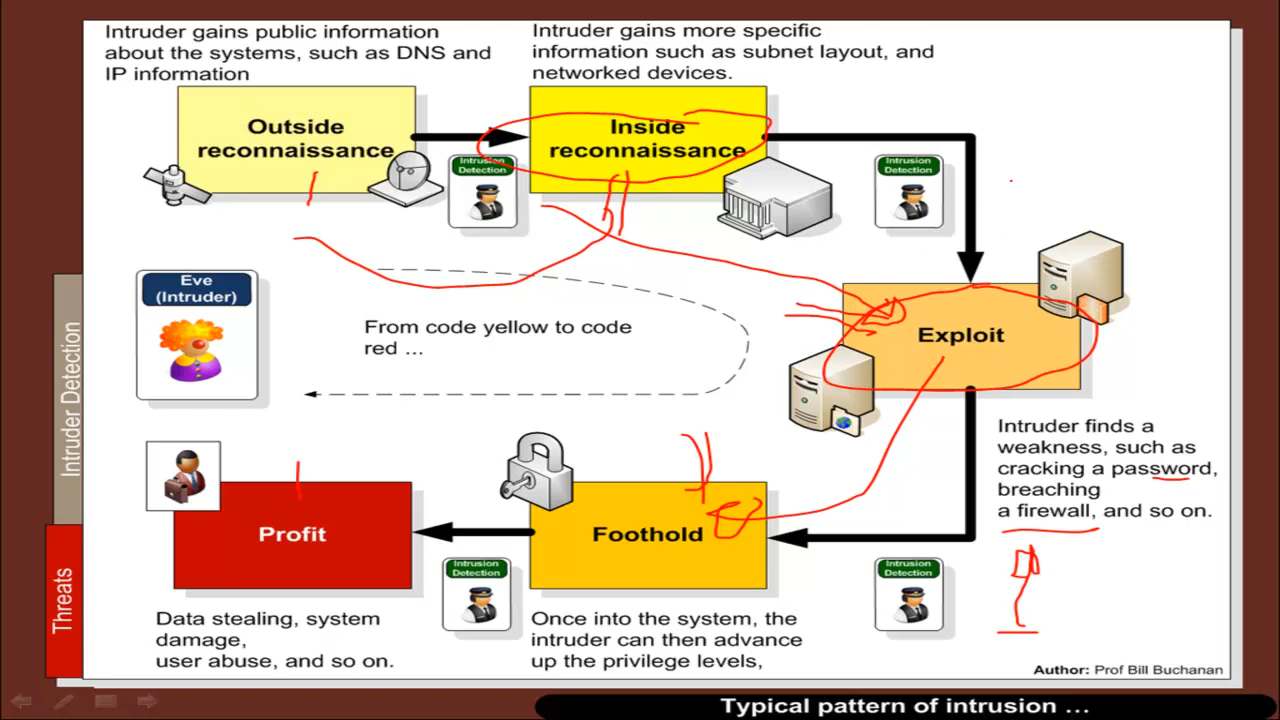 Intruder gains public information
about the systems, such as DNS and
IP information
Intruder gains more specific
information such as subnet layout, and
networked devices.
Outside
reconnaissance
Inside
reconnaissance
Intrusion
Detection
Intrusion
Detection
Eve
(Intruder)
From code yellow to code
red ...
Exploit
Intruder finds a
weakness, such as
cracking a password,
breaching
a firewall, and so on.
Profit
Foothold
Intrusion
Detection
Intrusion
Detection
Data stealing, system
damage,
user abuse, and so on.
Once into the system, the
intruder can then advance
up the privilege levels,
Intruder Detection
Threats
Author: Prof Bill Buchanan
Typical pattern of intrusion ...